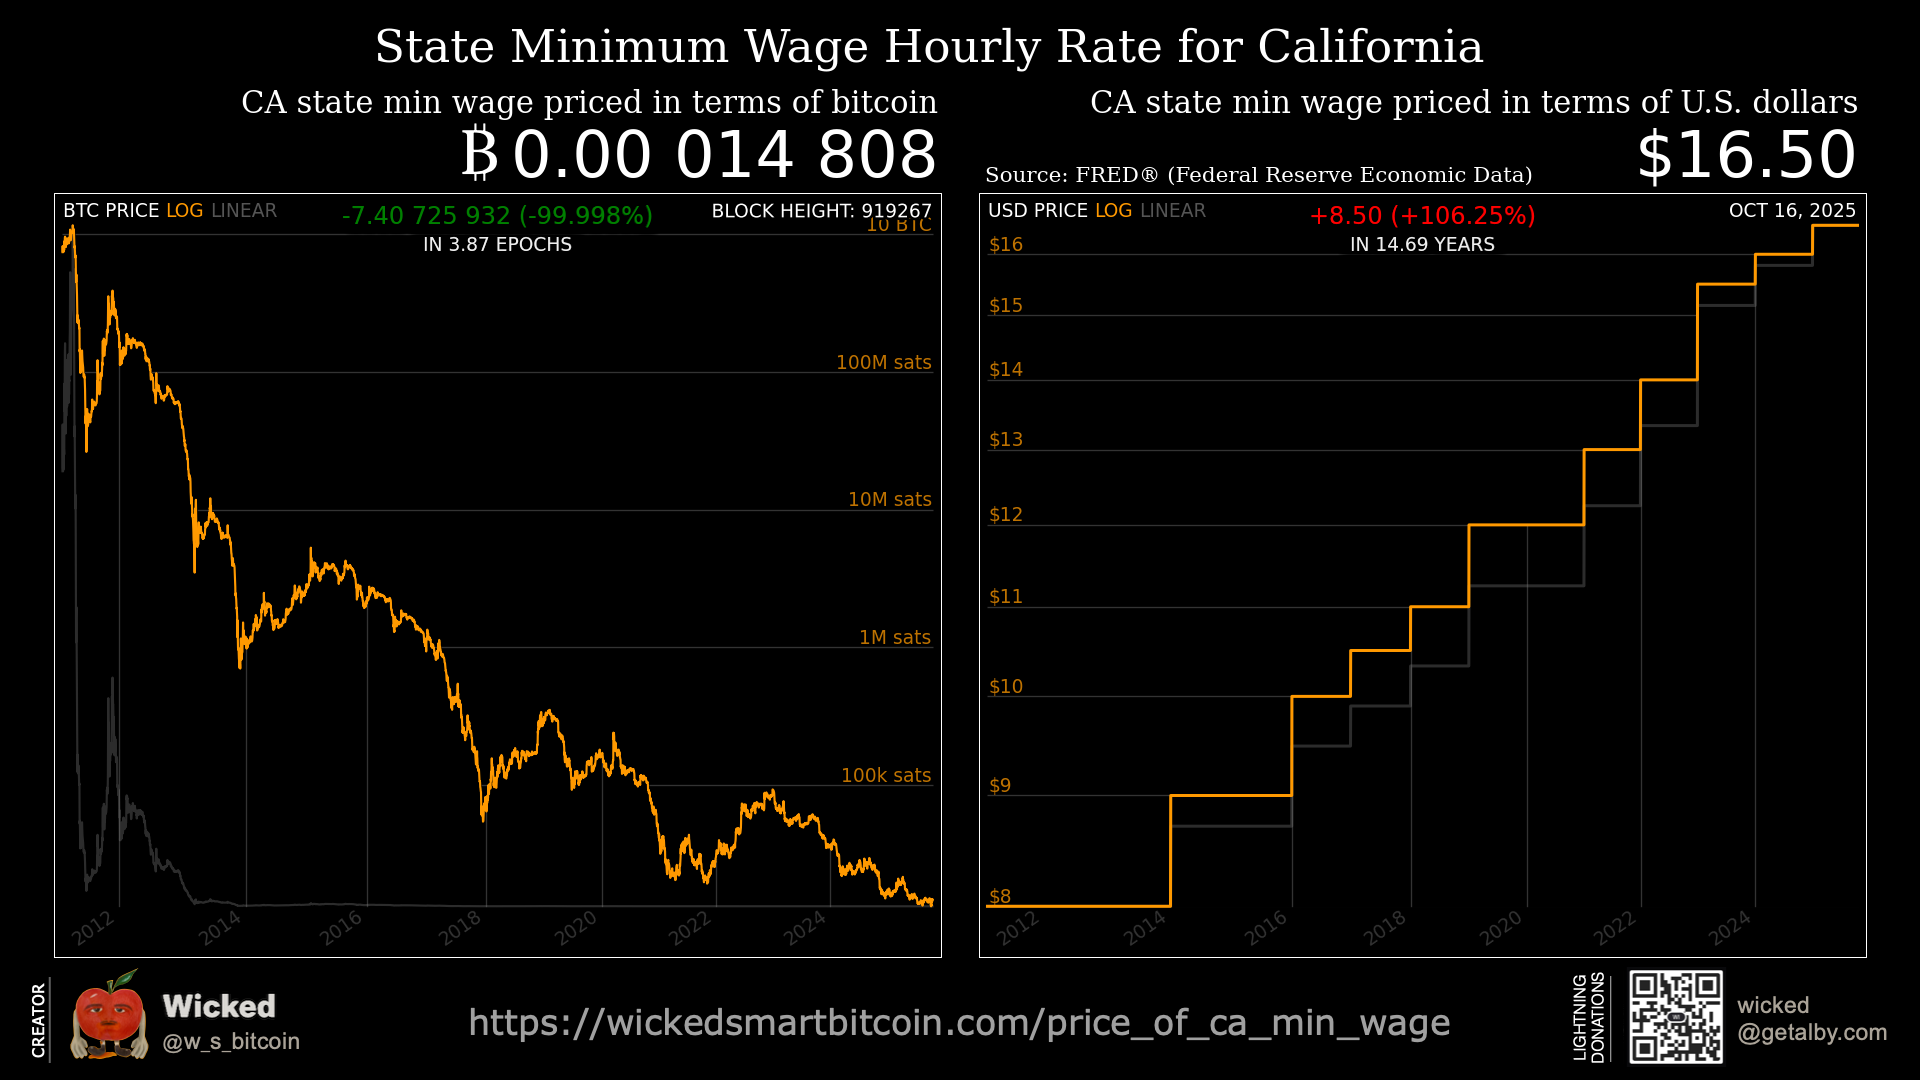 State Minimum Wage Hourly Rate for California
CA state min wage priced in terms of bitcoin
₿ 0.00 014 808
BTC PRICE LOG LINEAR
-7.40 725 932 (-99.998%)
IN 3.87 EPOCHS
BLOCK HEIGHT: 919267
10 BTC
100M sats
10M sats
1M sats
100k sats
2012
2014
2016
2018
2020
2022
2024
CA state min wage priced in terms of U.S. dollars
Source: FRED® (Federal Reserve Economic Data)
$16.50
USD PRICE LOG LINEAR
+8.50 (+106.25%)
IN 14.69 YEARS
OCT 16, 2025
$16
$15
$14
$13
$12
$11
$10
$9
$8
2012
2014
2016
2018
2020
2022
2024
CREATOR
Wicked
@w_s_bitcoin
https://wickedsmartbitcoin.com/price_of_ca_min_wage
LIGHTNING
DONATIONS
wicked
@getalby.com